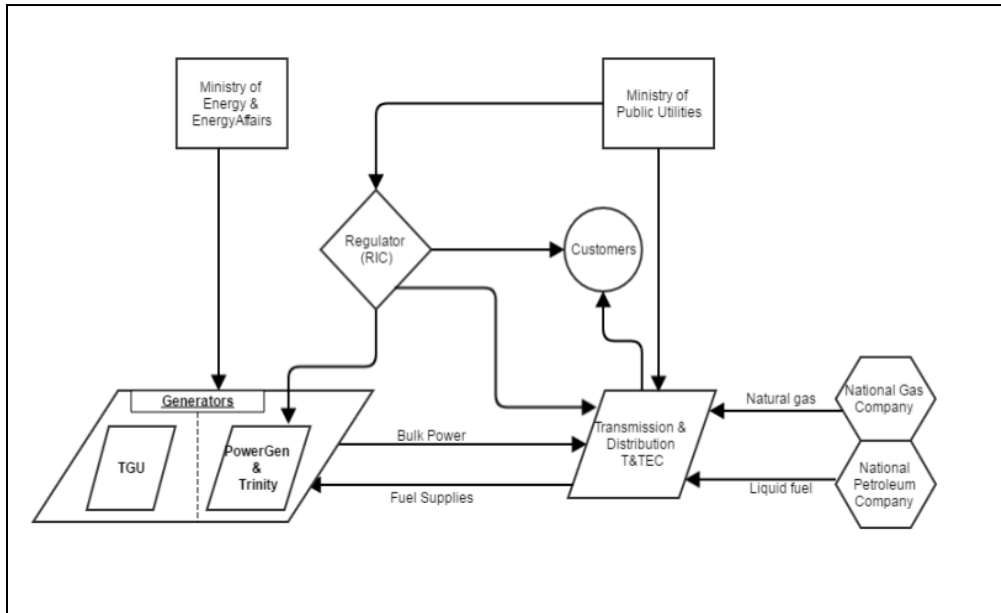 Ministry of
Energy &
EnergyAffairs
Ministry of
Public Utilities
Regulator
(RIC)
Customers
Generators
TGU
PowerGen
&
Trinity
Bulk Power
Fuel Supplies
Transmission &
Distribution
T&TEC
Natural gas
Liquid fuel
National Gas
Company
National
Petroleum
Company